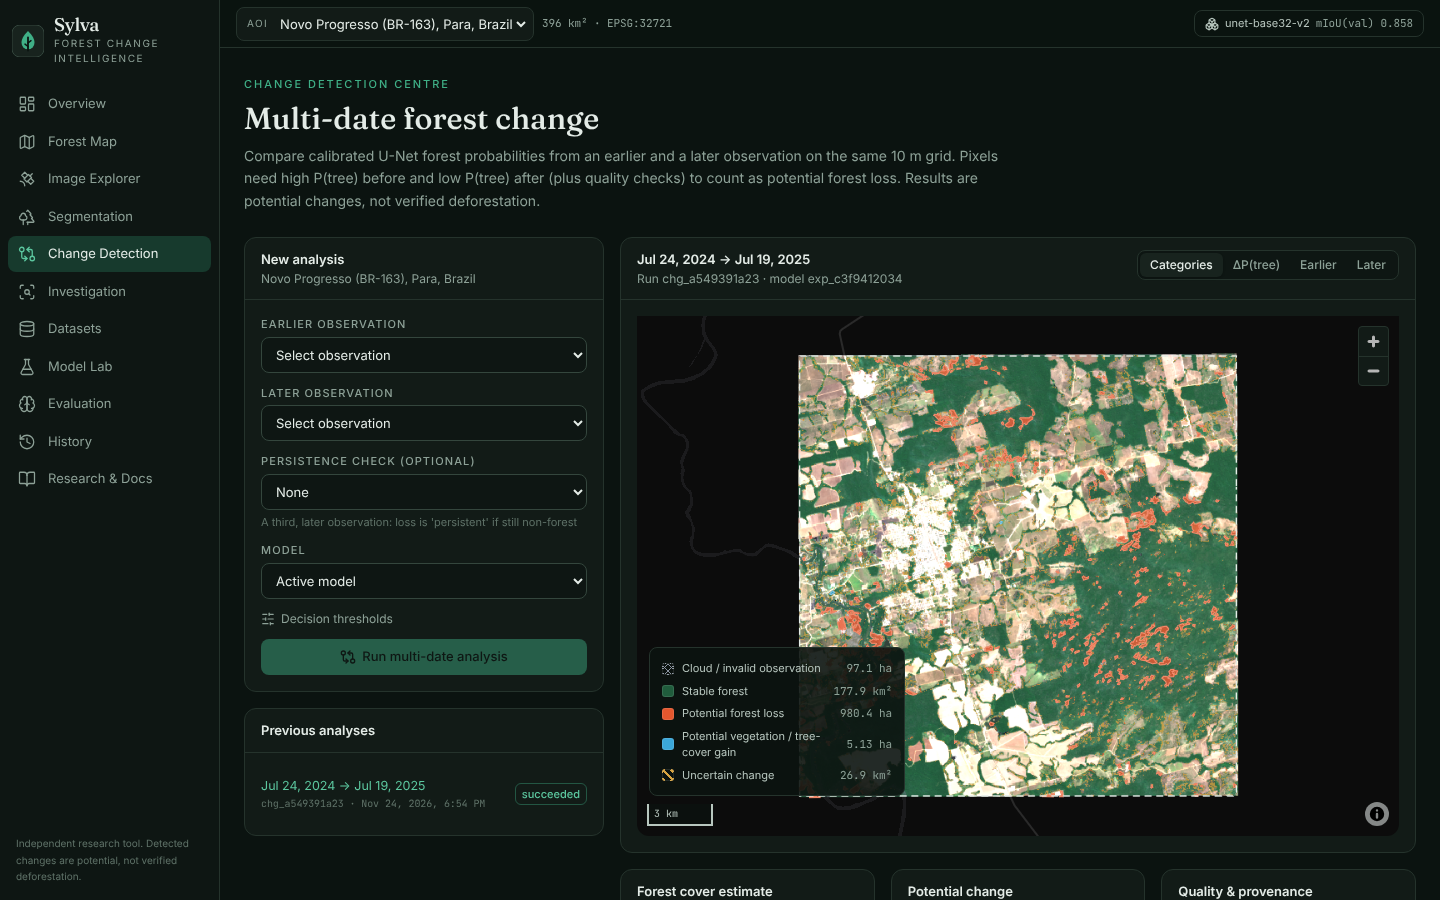 Sylva
FOREST CHANGE
INTELLIGENCE
Overview
Forest Map
Image Explorer
Segmentation
Change Detection
Investigation
Datasets
Model Lab
Evaluation
History
Research & Docs
Independent research tool. Detected
changes are potential, not verified
deforestation.
AOI Novo Progresso (BR-163), Para, Brazil 396 km² · EPSG:32721
unet-base32-v2 mIoU(val) 0.858
CHANGE DETECTION CENTRE
Multi-date forest change
Compare calibrated U-Net forest probabilities from an earlier and a later observation on the same 10 m grid. Pixels
need high P(tree) before and low P(tree) after (plus quality checks) to count as potential forest loss. Results are
potential changes, not verified deforestation.
New analysis
Novo Progresso (BR-163), Para, Brazil
EARLIER OBSERVATION
Select observation
LATER OBSERVATION
Select observation
PERSISTENCE CHECK (OPTIONAL)
None
A third, later observation: loss is 'persistent' if still non-forest
MODEL
Active model
Decision thresholds
Run multi-date analysis
Previous analyses
Jul 24, 2024 → Jul 19, 2025
chg_a549391a23 · Nov 24, 2026, 6:54 PM
succeeded
Jul 24, 2024 → Jul 19, 2025
Run chg_a549391a23 · model exp_c3f9412034
Categories ΔP(tree) Earlier Later
+
−
Cloud / invalid observation 97.1 ha
Stable forest 177.9 km²
Potential forest loss 980.4 ha
Potential vegetation / tree-
cover gain 5.13 ha
Uncertain change 26.9 km²
3 km
Forest cover estimate
Potential change
Quality & provenance